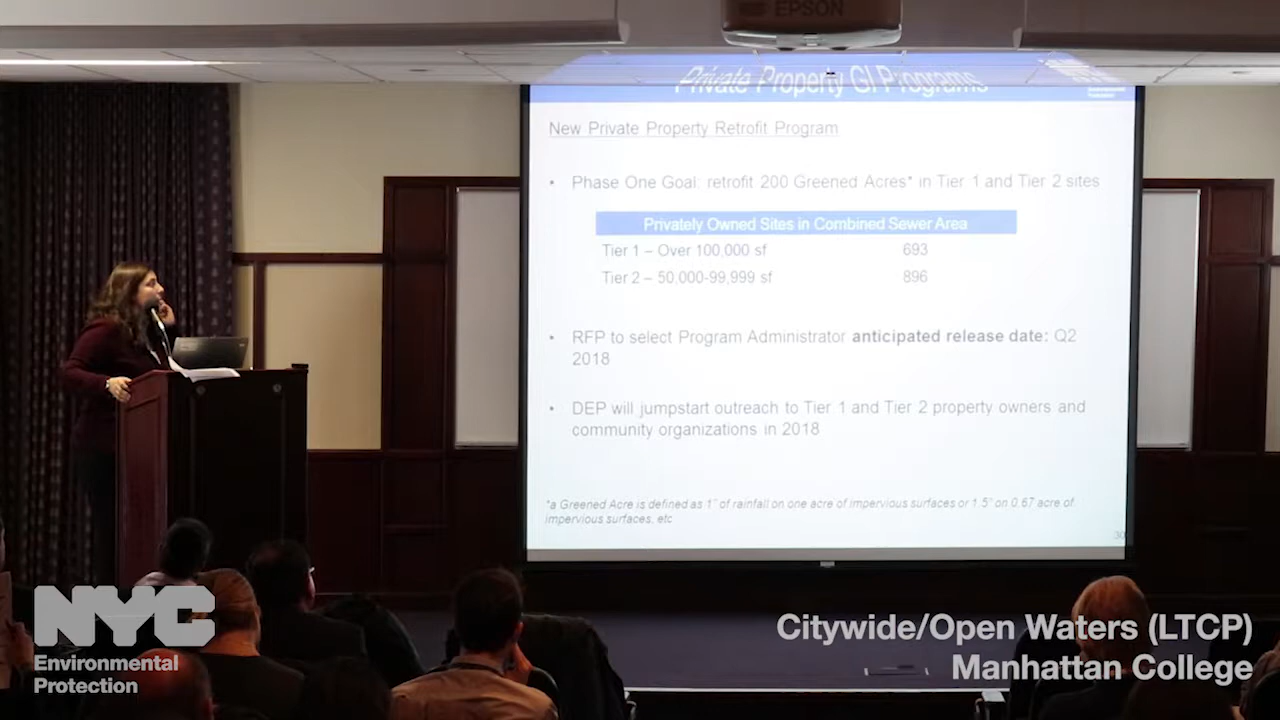 EPSON
Private Property GI Programs
New Private Property Retrofit Program
• Phase One Goal: retrofit 200 Greened Acres* in Tier 1 and Tier 2 sites
Privately Owned Sites in Combined Sewer Area
Tier 1 – Over 100,000 sf 693
Tier 2 – 50,000-99,999 sf 896
• RFP to select Program Administrator anticipated release date: Q2
2018
• DEP will jumpstart outreach to Tier 1 and Tier 2 property owners and
community organizations in 2018
*a Greened Acre is defined as 1" of rainfall on one acre of impervious surfaces or 1.5" on 0.67 acre of
impervious surfaces, etc
30
NYC
Environmental
Protection
Citywide/Open Waters (LTCP)
Manhattan College